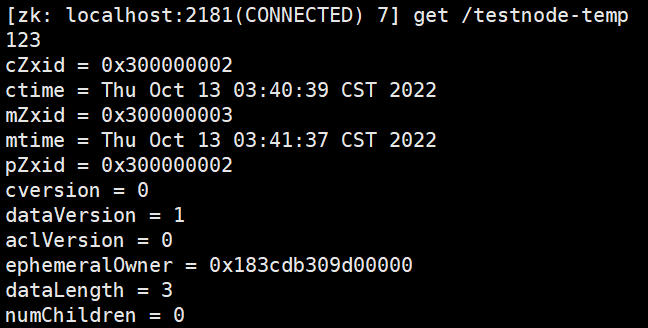 [zk: localhost:2181(CONNECTED) 7] get /testnode-temp
123
cZxid = 0x300000002
ctime = Thu Oct 13 03:40:39 CST 2022
mZxid = 0x300000003
mtime = Thu Oct 13 03:41:37 CST 2022
pZxid = 0x300000002
cversion = 0
dataVersion = 1
aclVersion = 0
ephemeralOwner = 0x183cdb309d00000
dataLength = 3
numChildren = 0